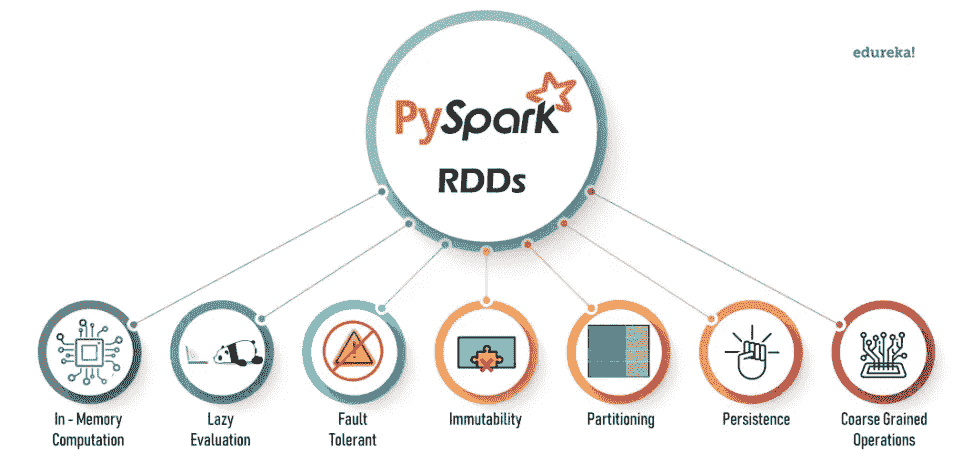 edureka!
PySpark
RDDs
In - Memory
Computation
Lazy
Evaluation
Fault
Tolerant
Immutability
Partitioning
Persistence
Coarse Grained
Operations